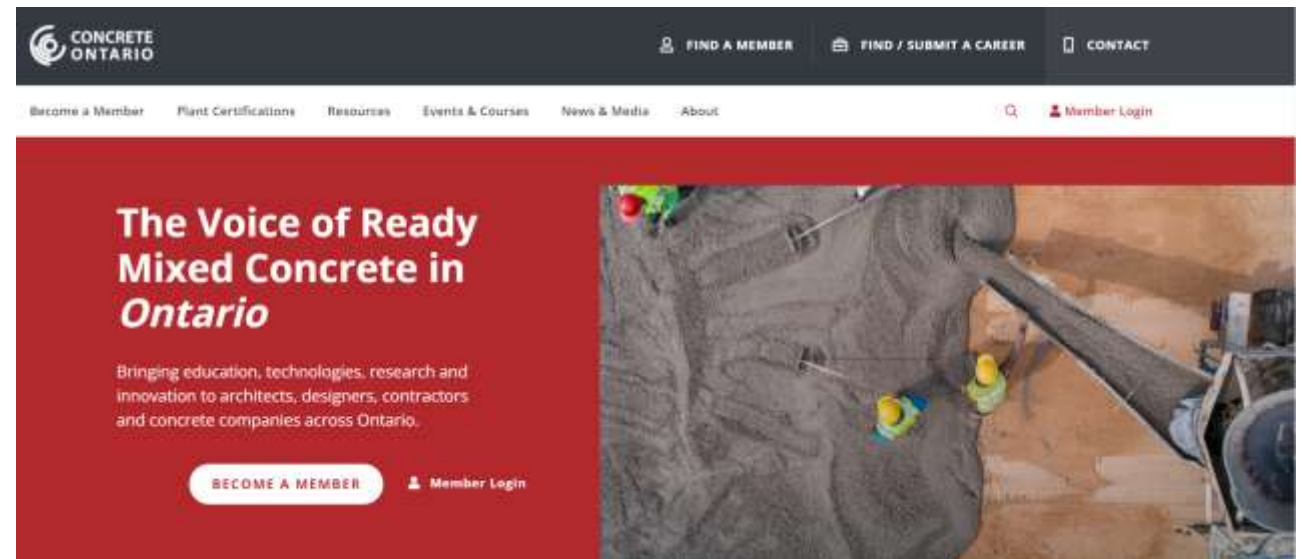 CONCRETE
ONTARIO
FIND A MEMBER
FIND / SUBMIT A CAREER
CONTACT
Become a Member
Plant Certifications
Resources
Events & Courses
News & Media
About
Member Login
The Voice of Ready
Mixed Concrete in
Ontario
Bringing education, technologies, research and
innovation to architects, designers, contractors
and concrete companies across Ontario.
BECOME A MEMBER
Member Login